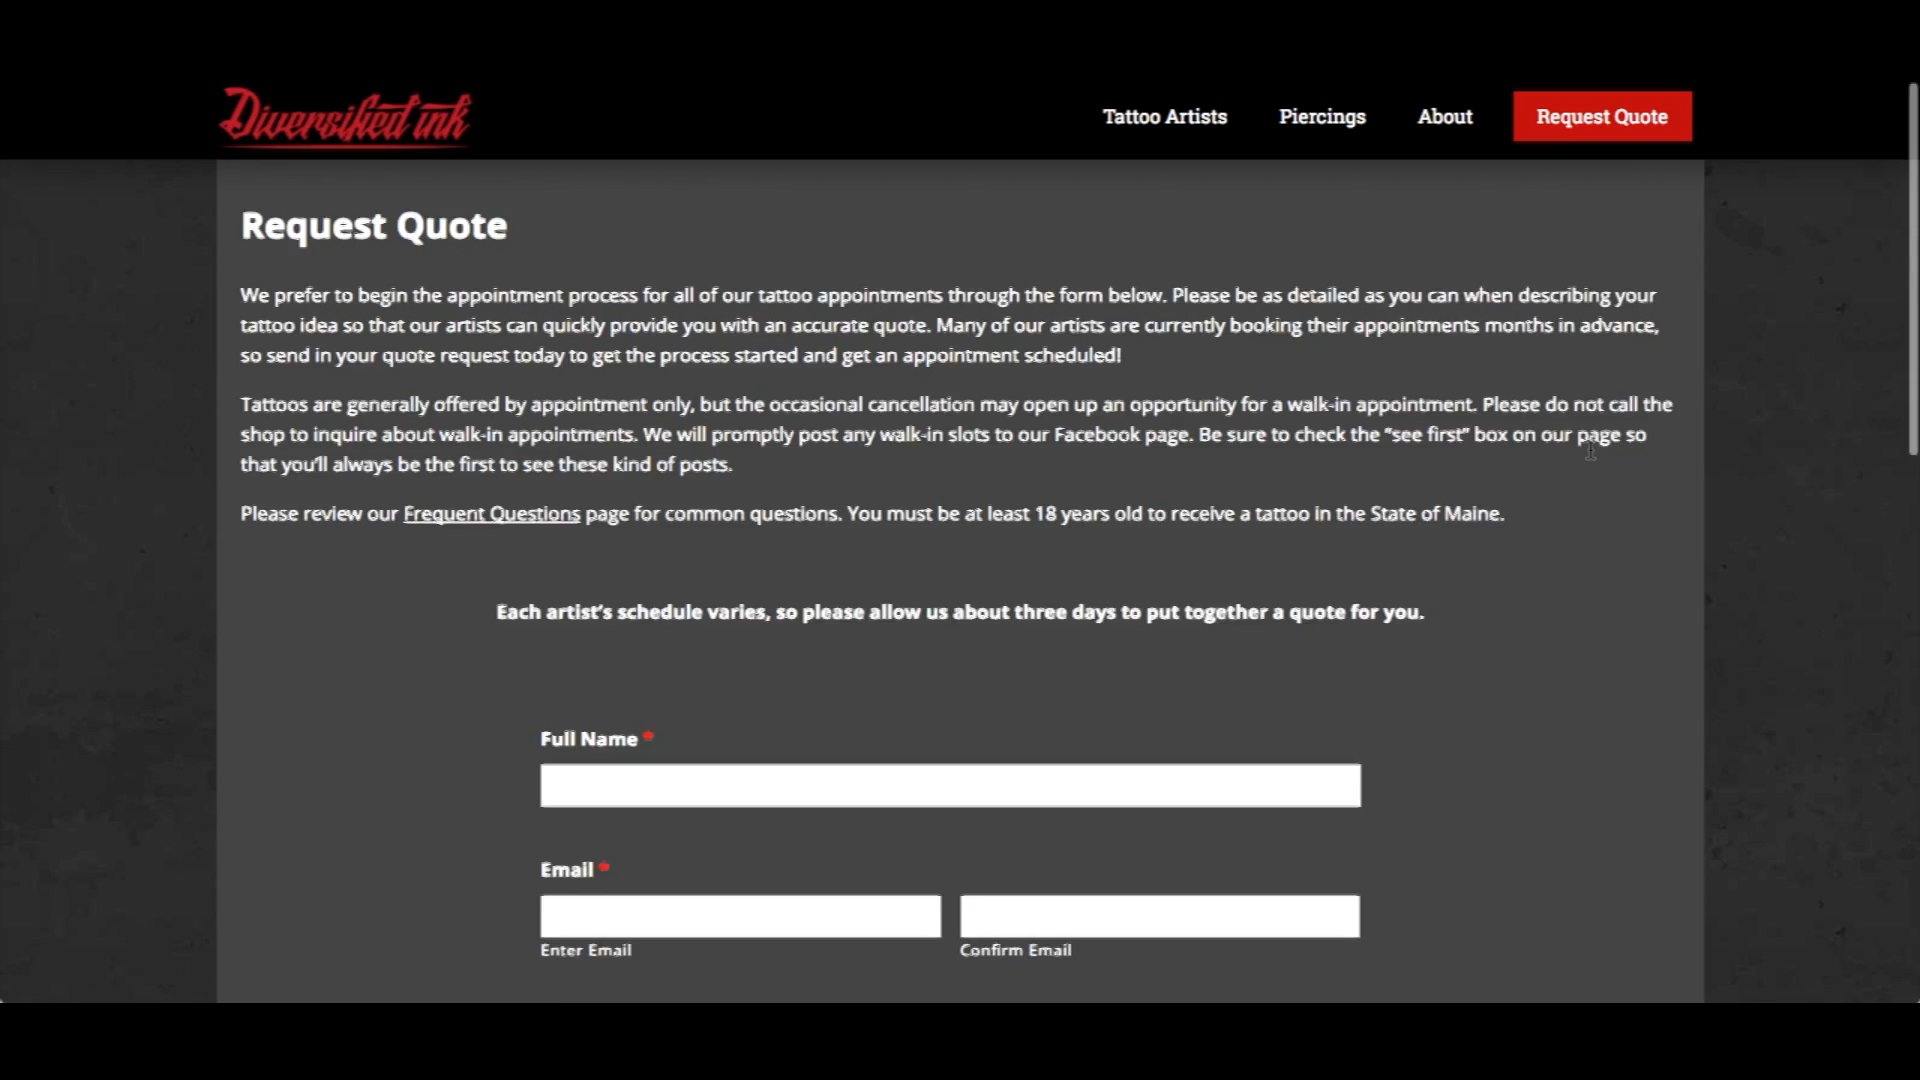 Diversified ink
Tattoo Artists
Piercings
About
Request Quote
Request Quote
We prefer to begin the appointment process for all of our tattoo appointments through the form below. Please be as detailed as you can when describing your
tattoo idea so that our artists can quickly provide you with an accurate quote. Many of our artists are currently booking their appointments months in advance,
so send in your quote request today to get the process started and get an appointment scheduled!
Tattoos are generally offered by appointment only, but the occasional cancellation may open up an opportunity for a walk-in appointment. Please do not call the
shop to inquire about walk-in appointments. We will promptly post any walk-in slots to our Facebook page. Be sure to check the “see first” box on our page so
that you’ll always be the first to see these kind of posts.
Please review our Frequent Questions page for common questions. You must be at least 18 years old to receive a tattoo in the State of Maine.
Each artist’s schedule varies, so please allow us about three days to put together a quote for you.
Full Name *
Email *
Enter Email
Confirm Email